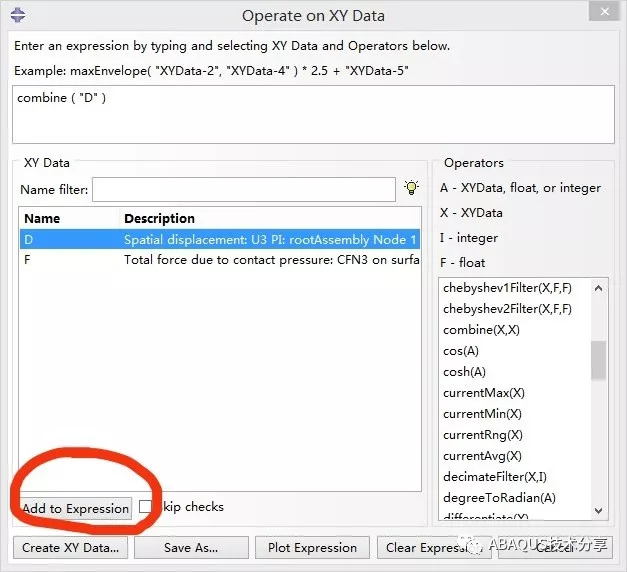 Operate on XY Data
Enter an expression by typing and selecting XY Data and Operators below.
Example: maxEnvelope( "XYData-2", "XYData-4" ) * 2.5 + "XYData-5"
combine ( "D" )
XY Data
Name filter:
Name Description
D Spatial displacement: U3 PI: rootAssembly Node 1
F Total force due to contact pressure: CFN3 on surfa
Add to Expression
kip checks
Operators
A - XYData, float, or integer
X - XYData
I - integer
F - float
chebyshev1Filter(X,F,F)
chebyshev2Filter(X,F,F)
combine(X,X)
cos(A)
cosh(A)
currentMax(X)
currentMin(X)
currentRng(X)
currentAvg(X)
decimateFilter(X,I)
degreeToRadian(A)
differentiate(X)
Create XY Data... Save As... Plot Expression Clear Expres Cancel
ABAQUS技术分享